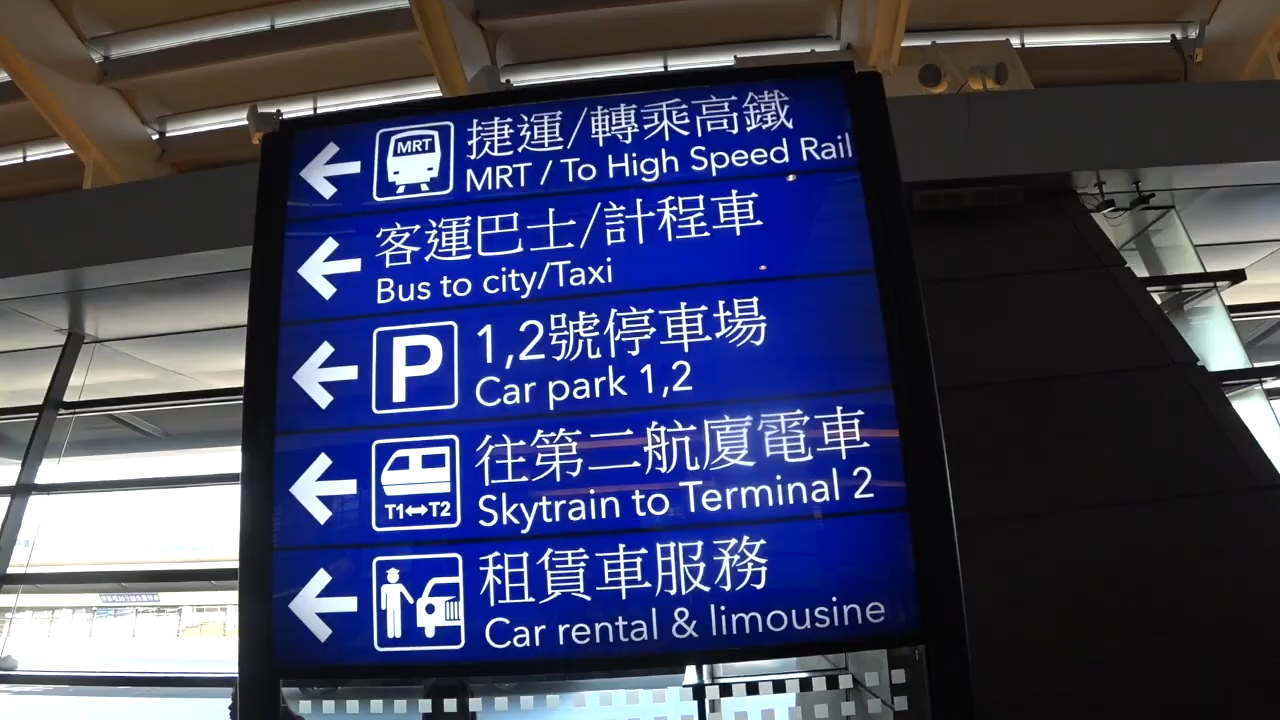 MRT
捷運/轉乘高鐵
MRT / To High Speed Rail
客運巴士/計程車
Bus to city/Taxi
P
1,2號停車場
Car park 1,2
往第二航廈電車
Skytrain to Terminal 2
T1↔T2
租賃車服務
Car rental & limousine